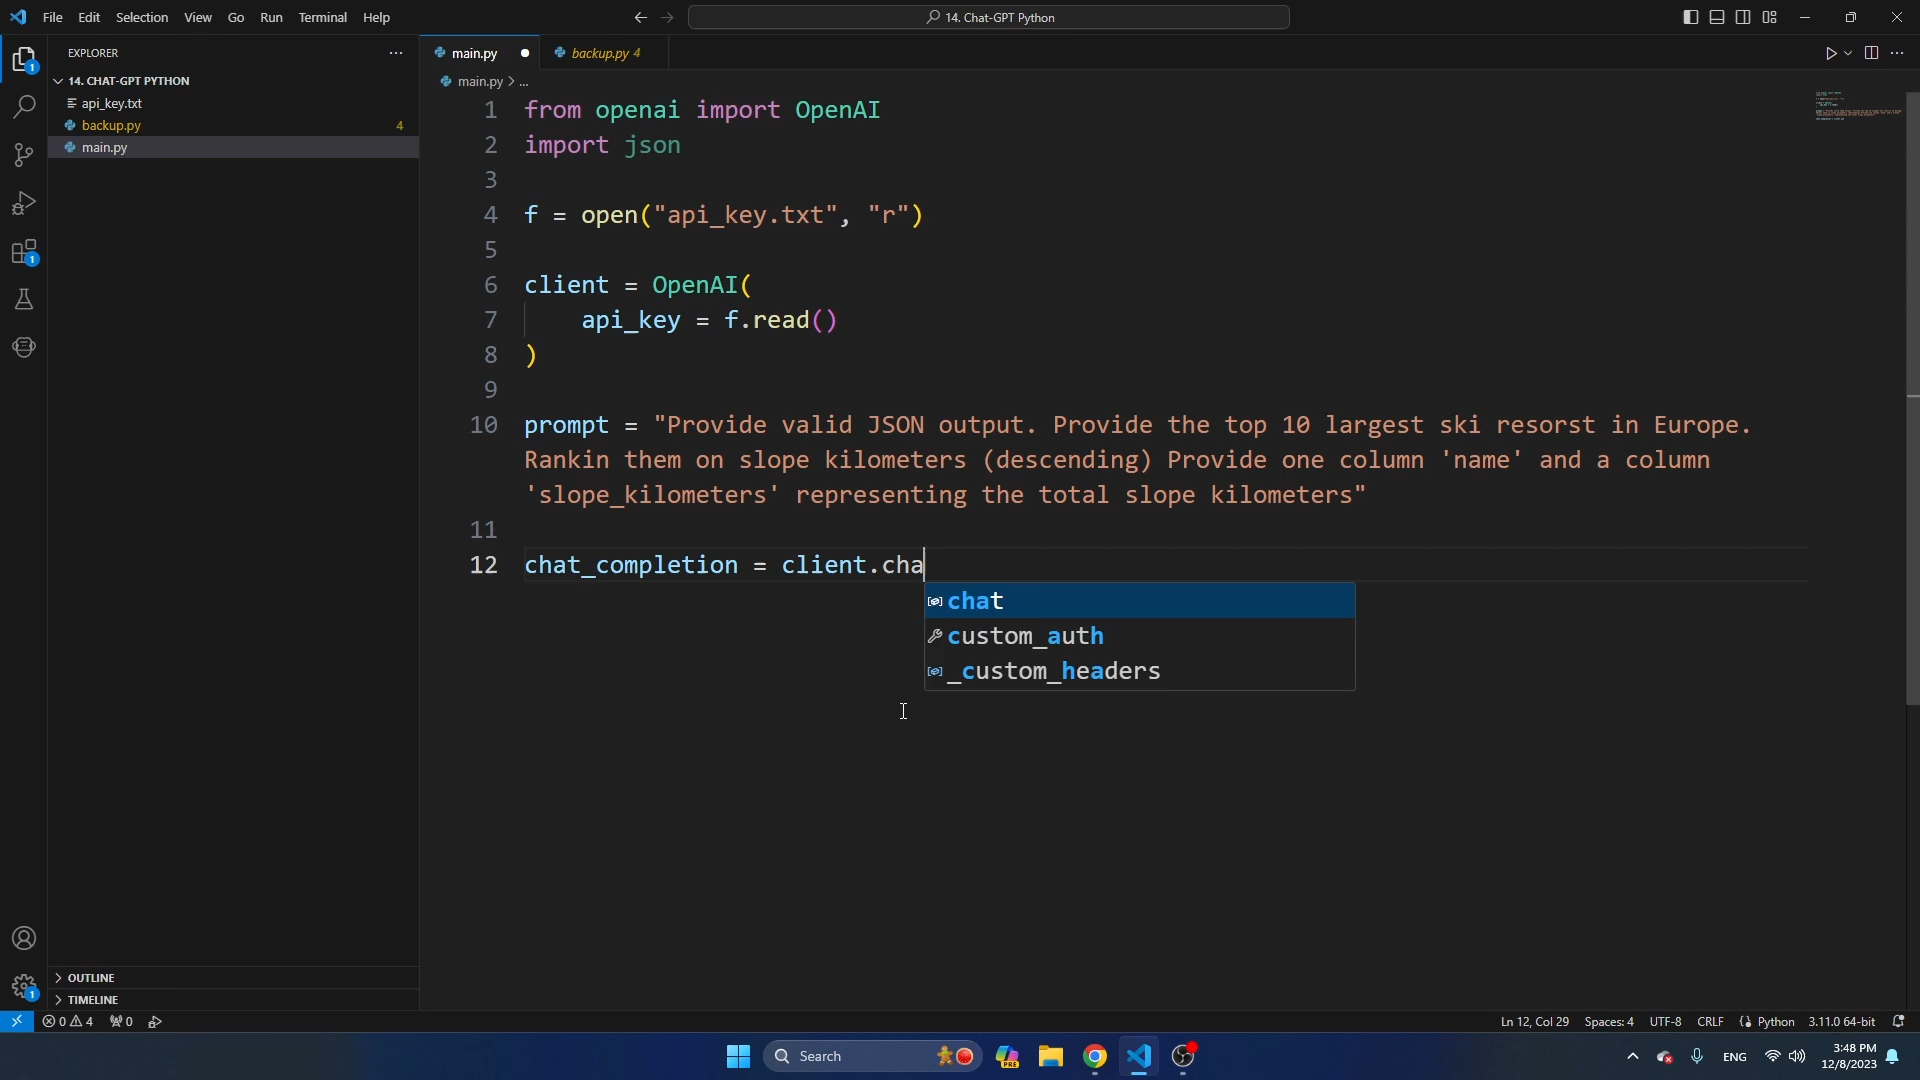 File Edit Selection View Go Run Terminal Help
14. Chat-GPT Python
EXPLORER
14. CHAT-GPT PYTHON
api_key.txt
backup.py 4
main.py
OUTLINE
TIMELINE
main.py
backup.py 4
main.py > ...
1 from openai import OpenAI
2 import json
3
4 f = open("api_key.txt", "r")
5
6 client = OpenAI(
7 api_key = f.read()
8 )
9
10 prompt = "Provide valid JSON output. Provide the top 10 largest ski resorst in Europe.
Rankin them on slope kilometers (descending) Provide one column 'name' and a column
'slope_kilometers' representing the total slope kilometers"
11
12 chat_completion = client.cha
chat
custom_auth
_custom_headers
0 4 0
Ln 12, Col 29 Spaces: 4 UTF-8 CRLF Python 3.11.0 64-bit
Search
PRE
ENG
3:48 PM
12/8/2023
1
1
1